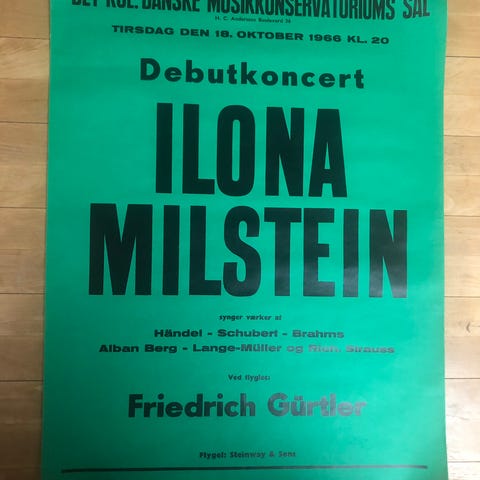 DET KGL. DANSKE MUSIKKONSERVATORIUMS SAL
H. C. Andersens Boulevard 36
TIRSDAG DEN 18. OKTOBER 1966 KL. 20
Debutkoncert
ILONA
MILSTEIN
synger værker af
Händel - Schubert - Brahms
Alban Berg - Lange-Müller og Rich. Strauss
Ved flyglet:
Friedrich Gürtler
Flygel: Steinway & Sons